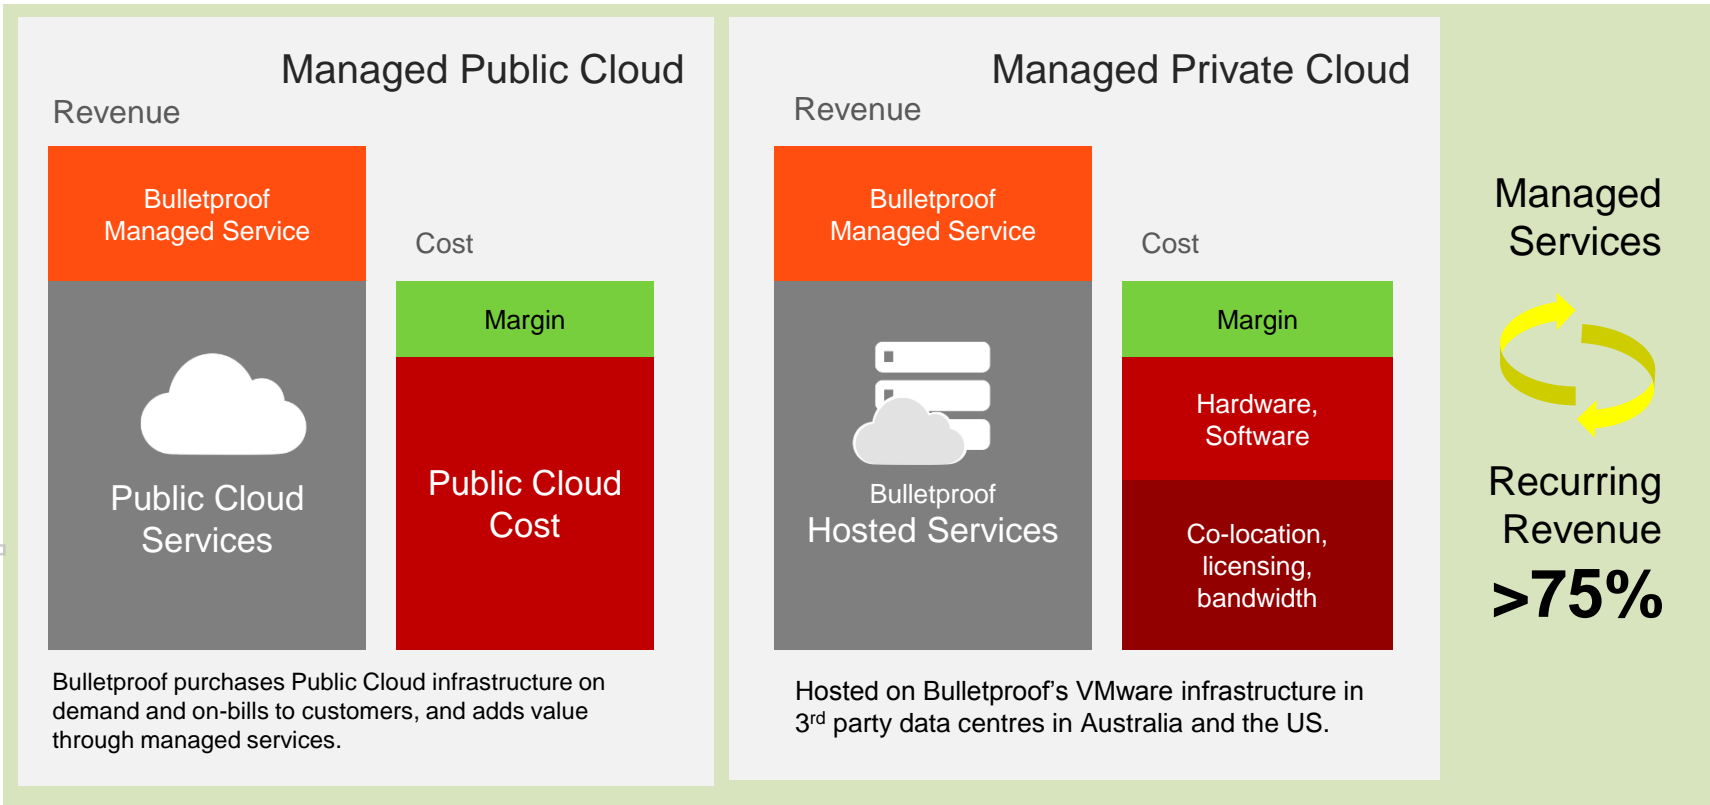 Managed Public Cloud
Revenue
Bulletproof
Managed Service
Cost
Margin
Public Cloud
Services
Public Cloud
Cost
Bulletproof purchases Public Cloud infrastructure on
demand and on-bills to customers, and adds value
through managed services.
Managed Private Cloud
Revenue
Bulletproof
Managed Service
Cost
Margin
Hardware,
Software
Bulletproof
Hosted Services
Co-location,
licensing,
bandwidth
Hosted on Bulletproof’s VMware infrastructure in
3rd party data centres in Australia and the US.
Managed
Services
Recurring
Revenue
>75%